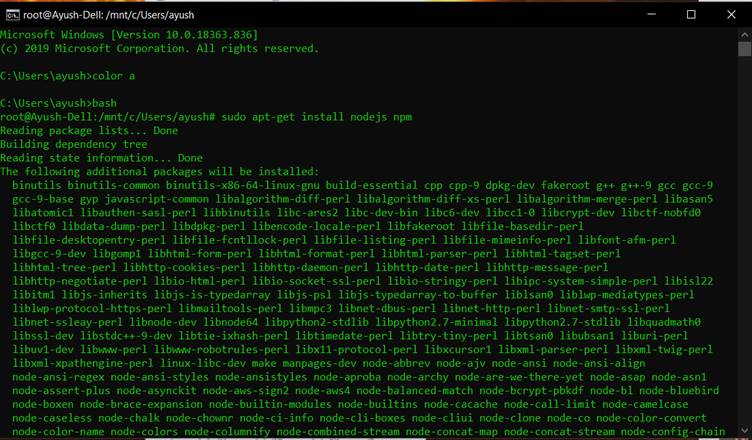 root@Ayush-Dell: /mnt/c/Users/ayush
Microsoft Windows [Version 10.0.18363.836]
(c) 2019 Microsoft Corporation. All rights reserved.
C:\Users\ayush>color a
C:\Users\ayush>bash
root@Ayush-Dell:/mnt/c/Users/ayush# sudo apt-get install nodejs npm
Reading package lists... Done
Building dependency tree
Reading state information... Done
The following additional packages will be installed:
binutils binutils-common binutils-x86-64-linux-gnu build-essential cpp cpp-9 dpkg-dev fakeroot g++ g++-9 gcc gcc-9
gcc-9-base gyp javascript-common libalgorithm-diff-perl libalgorithm-diff-xs-perl libalgorithm-merge-perl libasan5
libatomic1 libauthen-sasl-perl libbinutils libc-ares2 libc-dev-bin libc6-dev libcc1-0 libcrypt-dev libctf-nobfd0
libctf0 libdata-dump-perl libdpkg-perl libencode-locale-perl libfakeroot libfile-basedir-perl
libfile-desktopentry-perl libfile-fcntllock-perl libfile-listing-perl libfile-mimeinfo-perl libfont-afm-perl
libgcc-9-dev libgomp1 libhtml-form-perl libhtml-format-perl libhtml-parser-perl libhtml-tagset-perl
libhtml-tree-perl libhttp-cookies-perl libhttp-daemon-perl libhttp-date-perl libhttp-message-perl
libhttp-negotiate-perl libio-html-perl libio-socket-ssl-perl libio-stringy-perl libipc-system-simple-perl libisl22
libitm1 libjs-inherits libjs-is-typedarray libjs-psl libjs-typedarray-to-buffer liblsan0 liblwp-mediatypes-perl
liblwp-protocol-https-perl libmailtools-perl libmpc3 libnet-dbus-perl libnet-http-perl libnet-smtp-ssl-perl
libnet-ssleay-perl libnode-dev libnode64 libpython2-stdlib libpython2.7-minimal libpython2.7-stdlib libquadmath0
libssl-dev libstdc++-9-dev libtie-ixhash-perl libtimedate-perl libtry-tiny-perl libtsan0 libubsan1 liburi-perl
libuv1-dev libwww-perl libwww-robotrules-perl libx11-protocol-perl libxcursor1 libxml-parser-perl libxml-twig-perl
libxml-xpathengine-perl linux-libc-dev make manpages-dev node-abbrev node-ajv node-ansi node-ansi-align
node-ansi-regex node-ansi-styles node-ansistyles node-aproba node-archy node-are-we-there-yet node-asap node-asn1
node-assert-plus node-asynckit node-aws-sign2 node-aws4 node-balanced-match node-bcrypt-pbkdf node-bl node-bluebird
node-boxen node-brace-expansion node-builtin-modules node-builtins node-cacache node-call-limit node-camelcase
node-caseless node-chalk node-chownr node-ci-info node-cli-boxes node-cliui node-clone node-co node-color-convert
node-color-name node-colors node-columnify node-combined-stream node-concat-map node-concat-stream node-config-chain